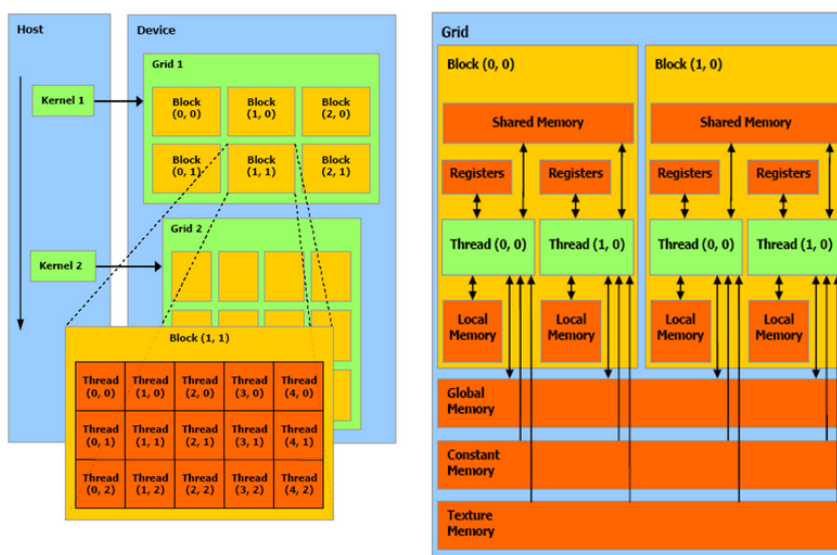 Host
Device
Grid 1
Kernel 1
Block
(0, 0)
Block
(1, 0)
Block
(2, 0)
Block
(0, 1)
Block
(1, 1)
Block
(2, 1)
Grid 2
Kernel 2
Block (1, 1)
Thread
(0, 0)
Thread
(1, 0)
Thread
(2, 0)
Thread
(3, 0)
Thread
(4, 0)
Thread
(0, 1)
Thread
(1, 1)
Thread
(2, 1)
Thread
(3, 1)
Thread
(4, 1)
Thread
(0, 2)
Thread
(1, 2)
Thread
(2, 2)
Thread
(3, 2)
Thread
(4, 2)
Grid
Block (0, 0)
Block (1, 0)
Shared Memory
Shared Memory
Registers
Registers
Registers
Registers
Thread (0, 0)
Thread (1, 0)
Thread (0, 0)
Thread (1, 0)
Local
Memory
Local
Memory
Local
Memory
Local
Memory
Global
Memory
Constant
Memory
Texture
Memory